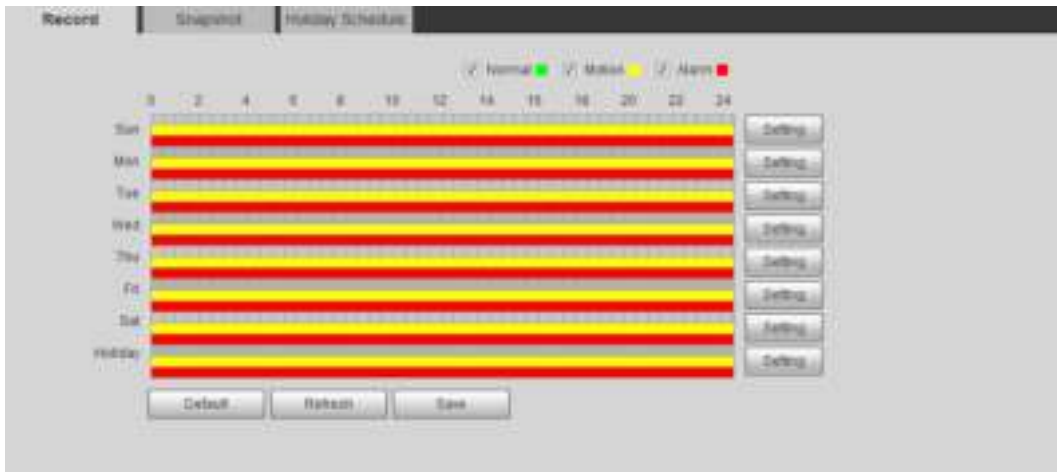 Record Snapshot Holiday Schedule
Normal Motion Alarm
0 2 4 6 8 10 12 14 16 18 20 22 24
Sun Setting
Mon Setting
Tue Setting
Wed Setting
Thu Setting
Fri Setting
Sat Setting
Holiday Setting
Default Refresh Save